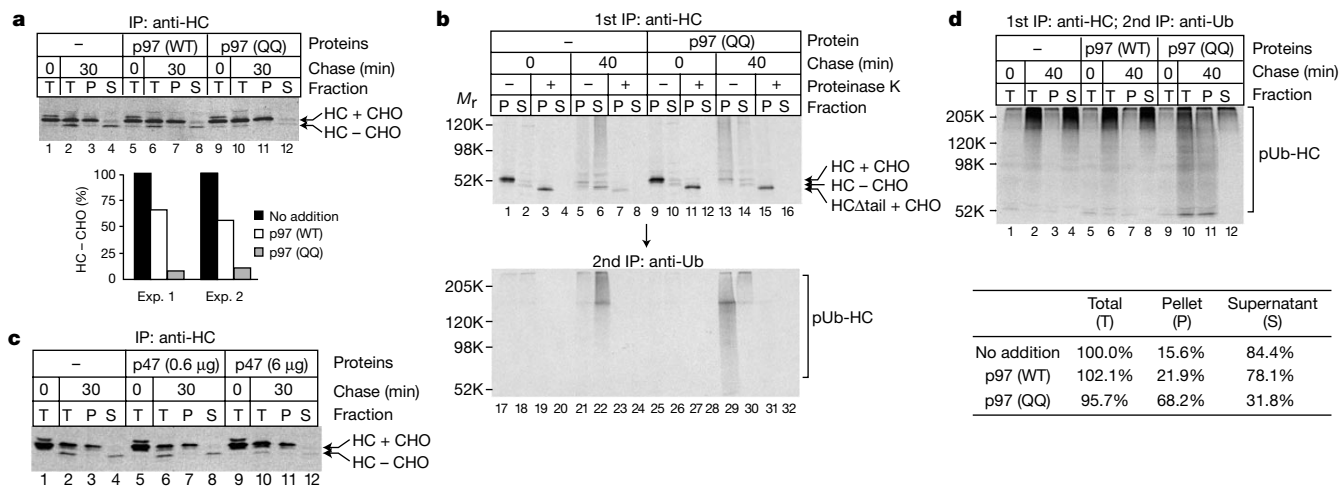 a
IP: anti-HC
– p97 (WT) p97 (QQ) Proteins
0 30 0 30 0 30 Chase (min)
T T P S T T P S T T P S Fraction
HC + CHO
HC – CHO
1 2 3 4 5 6 7 8 9 10 11 12
100
75
50
25
0
HC – CHO (%)
No addition
p97 (WT)
p97 (QQ)
Exp. 1 Exp. 2
c
IP: anti-HC
– p47 (0.6 µg) p47 (6 µg) Proteins
0 30 0 30 0 30 Chase (min)
T T P S T T P S T T P S Fraction
HC + CHO
HC – CHO
1 2 3 4 5 6 7 8 9 10 11 12
b
1st IP: anti-HC
– p97 (QQ) Protein
0 40 0 40 Chase (min)
– + – + – + – + Proteinase K
Mr P S P S P S P S P S P S P S P S Fraction
120K
98K
52K
HC + CHO
HC – CHO
HCΔtail + CHO
1 2 3 4 5 6 7 8 9 10 11 12 13 14 15 16
2nd IP: anti-Ub
205K
120K
98K
52K
pUb-HC
17 18 19 20 21 22 23 24 25 26 27 28 29 30 31 32
d
1st IP: anti-HC; 2nd IP: anti-Ub
– p97 (WT) p97 (QQ) Proteins
0 40 0 40 0 40 Chase (min)
T T P S T T P S T T P S Fraction
205K
120K
98K
52K
pUb-HC
1 2 3 4 5 6 7 8 9 10 11 12
Total (T) Pellet (P) Supernatant (S)
No addition 100.0% 15.6% 84.4%
p97 (WT) 102.1% 21.9% 78.1%
p97 (QQ) 95.7% 68.2% 31.8%